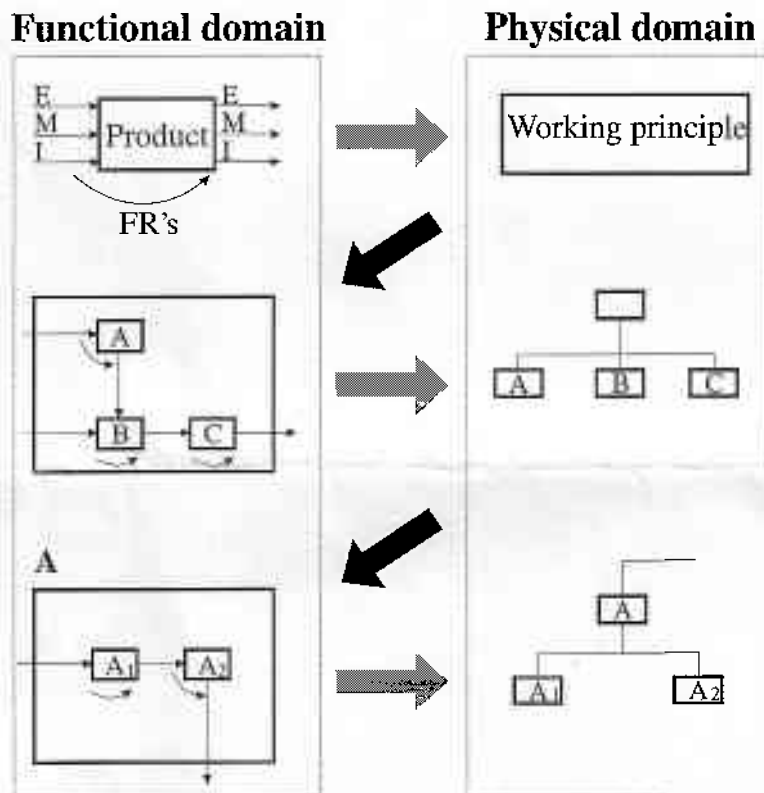 Functional domain
Physical domain
E
M
I
Product
E
M
I
FR's
Working principle
A
B
C
A
B
C
A
A1
A2
A
A1
A2